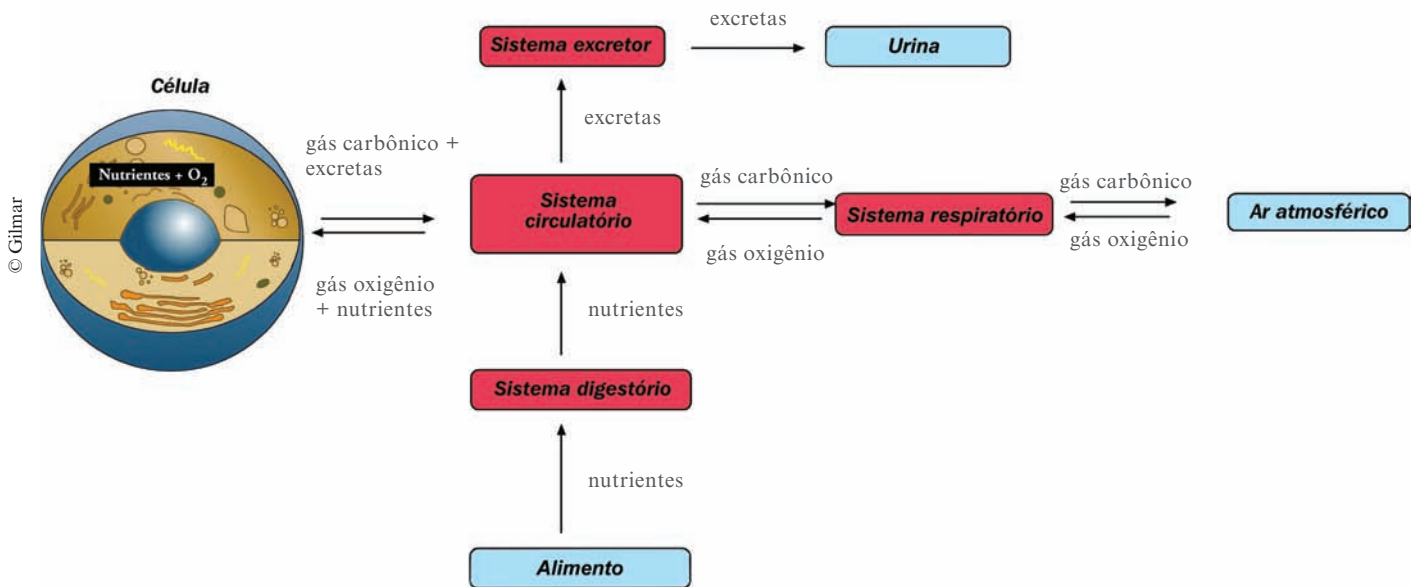 excretas
Sistema excretor
Urina
Célula
excretas
gás carbônico +
excretas
Nutrientes + O₂
gás carbônico
gás carbônico
Sistema
circulatório
Sistema respiratório
Ar atmosférico
gás oxigênio
gás oxigênio
© Gilmar
gás oxigênio
+ nutrientes
nutrientes
Sistema digestório
nutrientes
Alimento